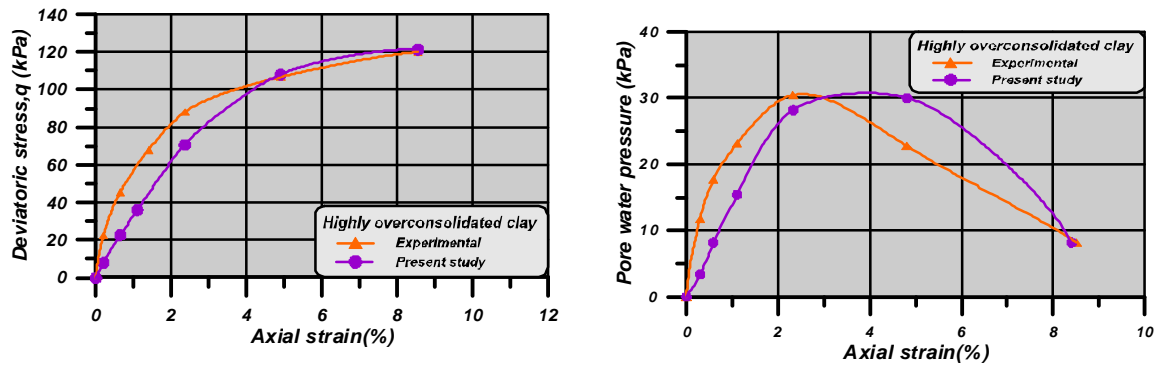 140
120
100
80
60
40
20
0
Deviatoric stress,q (kPa)
Highly overconsolidated clay
Experimental
Present study
0 2 4 6 8 10 12
Axial strain(%)
40
30
20
10
0
Pore water pressure (kPa)
Highly overconsolidated clay
Experimental
Present study
0 2 4 6 8 10
Axial strain(%)